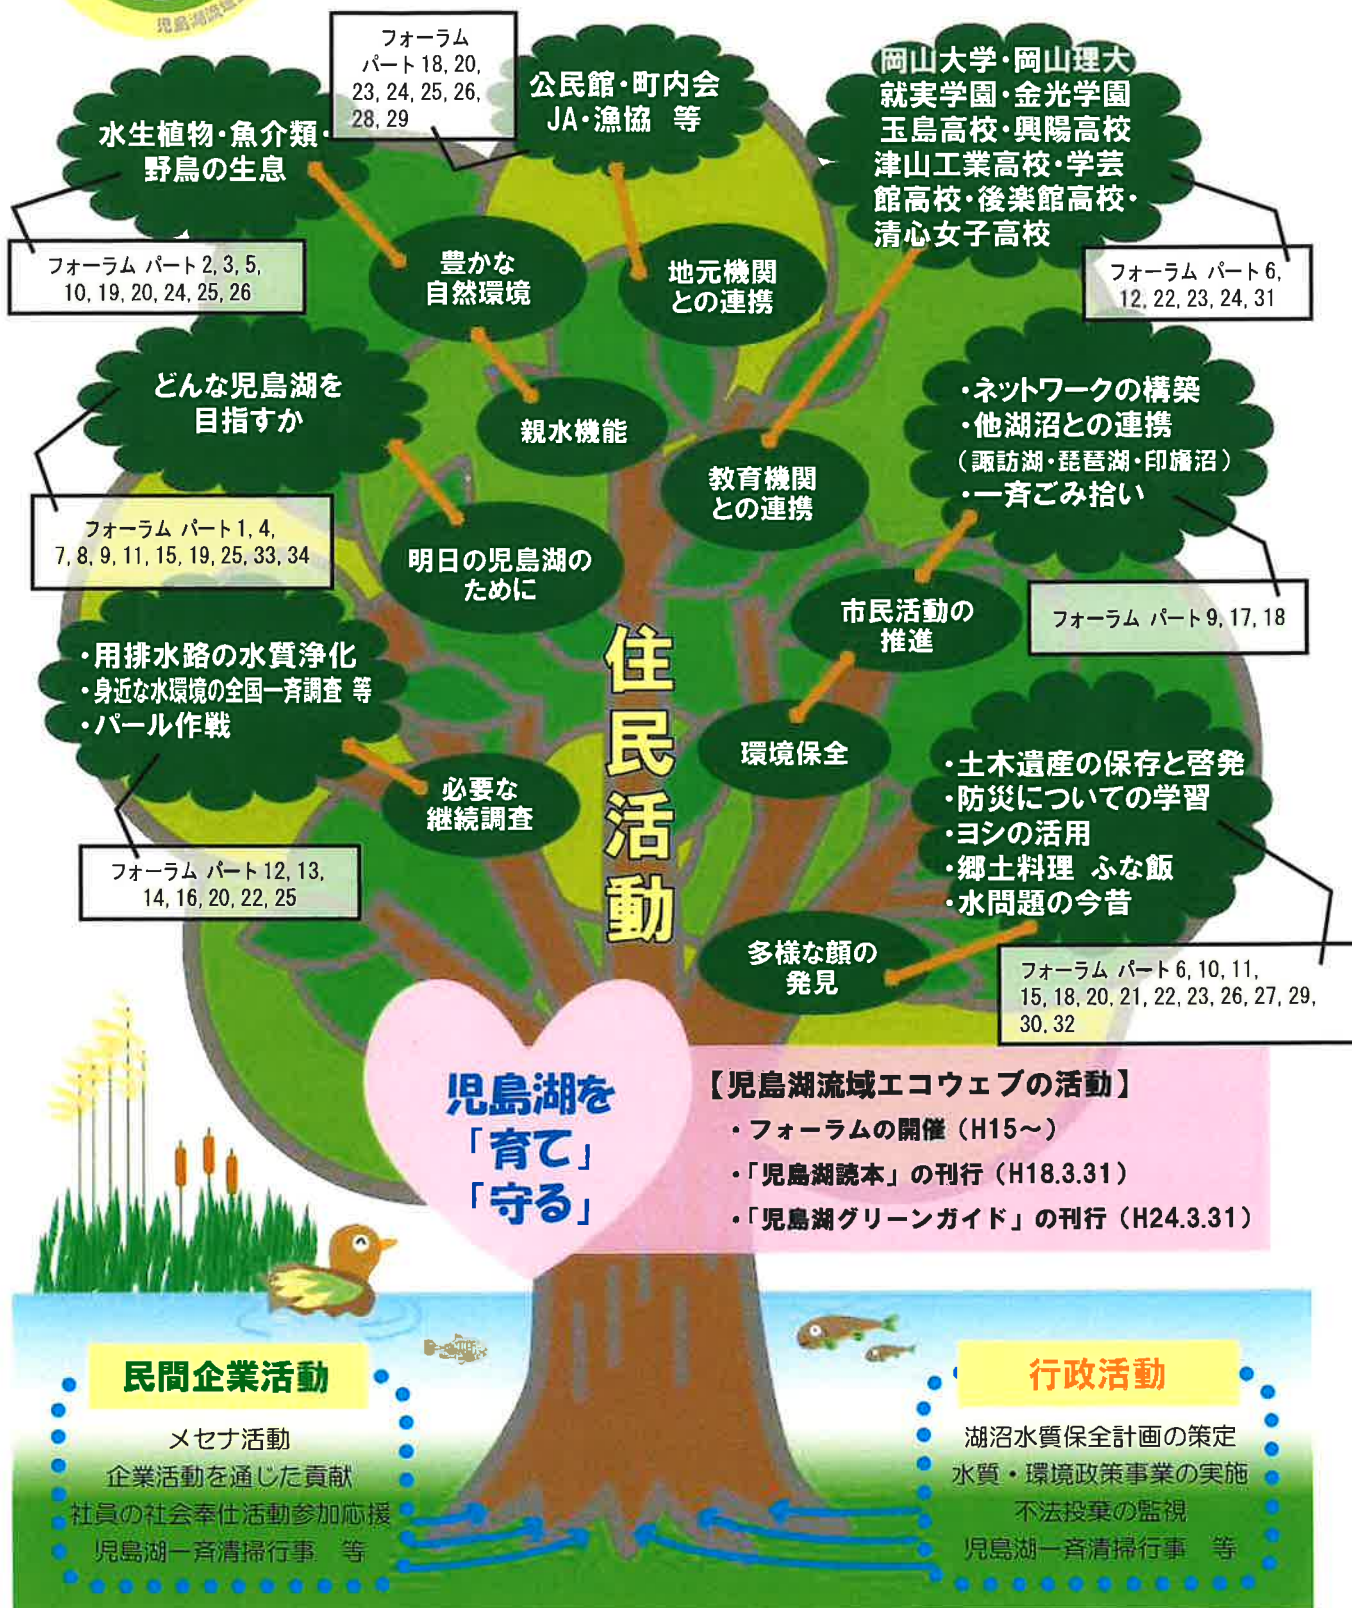 児島湖流域
フォーラム
パート 18, 20,
23, 24, 25, 26,
28, 29
公民館・町内会
JA・漁協 等
岡山大学・岡山理大
就実学園・金光学園
玉島高校・興陽高校
津山工業高校・学芸
館高校・後楽館高校・
清心女子高校
水生植物・魚介類・
野鳥の生息
フォーラム パート 2, 3, 5,
10, 19, 20, 24, 25, 26
豊かな
自然環境
地元機関
との連携
フォーラム パート 6,
12, 22, 23, 24, 31
どんな児島湖を
目指すか
親水機能
・ネットワークの構築
・他湖沼との連携
（諏訪湖・琵琶湖・印旛沼）
・一斉ごみ拾い
教育機関
との連携
フォーラム パート 1, 4,
7, 8, 9, 11, 15, 19, 25, 33, 34
明日の児島湖の
ために
市民活動の
推進
フォーラム パート 9, 17, 18
住民活動
・用排水路の水質浄化
・身近な水環境の全国一斉調査 等
・パール作戦
環境保全
必要な
継続調査
・土木遺産の保存と啓発
・防災についての学習
・ヨシの活用
・郷土料理 ふな飯
・水問題の今昔
フォーラム パート 12, 13,
14, 16, 20, 22, 25
多様な顔の
発見
フォーラム パート 6, 10, 11,
15, 18, 20, 21, 22, 23, 26, 27, 29,
30, 32
児島湖を
「育て」
「守る」
【児島湖流域エコウェブの活動】
・フォーラムの開催（H15～）
・「児島湖読本」の刊行（H18.3.31）
・「児島湖グリーンガイド」の刊行（H24.3.31）
民間企業活動
メセナ活動
企業活動を通じた貢献
社員の社会奉仕活動参加応援
児島湖一斉清掃行事 等
行政活動
湖沼水質保全計画の策定
水質・環境政策事業の実施
不法投棄の監視
児島湖一斉清掃行事 等